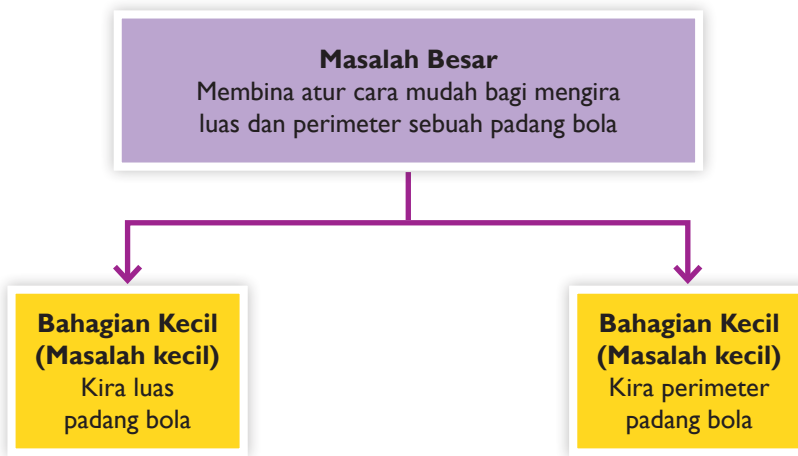 Masalah Besar
Membina atur cara mudah bagi mengira
luas dan perimeter sebuah padang bola
Bahagian Kecil
(Masalah kecil)
Kira luas
padang bola
Bahagian Kecil
(Masalah kecil)
Kira perimeter
padang bola